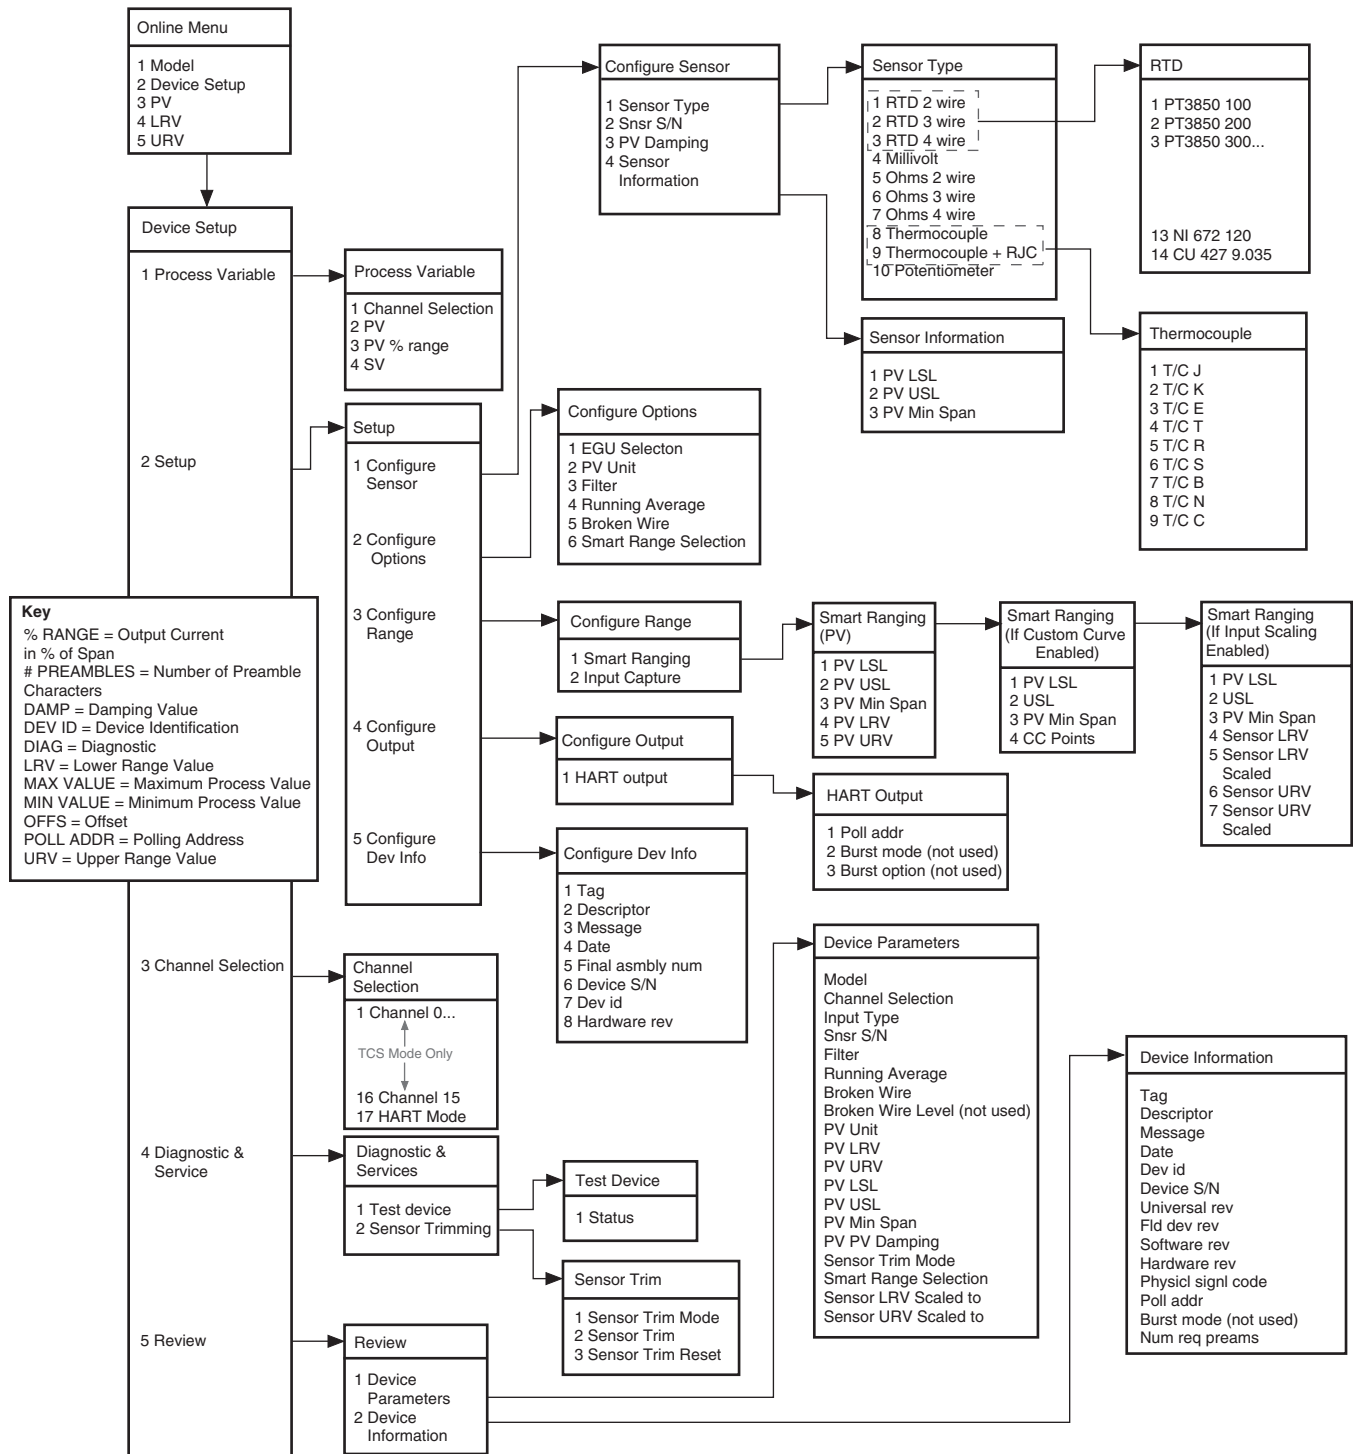 Online Menu
1 Model
2 Device Setup
3 PV
4 LRV
5 URV
Device Setup
1 Process Variable
2 Setup
3 Channel Selection
4 Diagnostic &
Service
5 Review
Key
% RANGE = Output Current
in % of Span
# PREAMBLES = Number of Preamble
Characters
DAMP = Damping Value
DEV ID = Device Identification
DIAG = Diagnostic
LRV = Lower Range Value
MAX VALUE = Maximum Process Value
MIN VALUE = Minimum Process Value
OFFS = Offset
POLL ADDR = Polling Address
URV = Upper Range Value
Process Variable
1 Channel Selection
2 PV
3 PV % range
4 SV
Setup
1 Configure
Sensor
2 Configure
Options
3 Configure
Range
4 Configure
Output
5 Configure
Dev Info
Channel
Selection
1 Channel 0...
TCS Mode Only
16 Channel 15
17 HART Mode
Diagnostic &
Services
1 Test device
2 Sensor Trimming
Review
1 Device
Parameters
2 Device
Information
Configure Sensor
1 Sensor Type
2 Snsr S/N
3 PV Damping
4 Sensor
Information
Configure Options
1 EGU Selecton
2 PV Unit
3 Filter
4 Running Average
5 Broken Wire
6 Smart Range Selection
Configure Range
1 Smart Ranging
2 Input Capture
Configure Output
1 HART output
Configure Dev Info
1 Tag
2 Descriptor
3 Message
4 Date
5 Final asmbly num
6 Device S/N
7 Dev id
8 Hardware rev
Test Device
1 Status
Sensor Trim
1 Sensor Trim Mode
2 Sensor Trim
3 Sensor Trim Reset
Sensor Type
1 RTD 2 wire
2 RTD 3 wire
3 RTD 4 wire
4 Millivolt
5 Ohms 2 wire
6 Ohms 3 wire
7 Ohms 4 wire
8 Thermocouple
9 Thermocouple + RJC
10 Potentiometer
Sensor Information
1 PV LSL
2 PV USL
3 PV Min Span
RTD
1 PT3850 100
2 PT3850 200
3 PT3850 300...
13 NI 672 120
14 CU 427 9.035
Thermocouple
1 T/C J
2 T/C K
3 T/C E
4 T/C T
5 T/C R
6 T/C S
7 T/C B
8 T/C N
9 T/C C
Smart Ranging
(PV)
1 PV LSL
2 PV USL
3 PV Min Span
4 PV LRV
5 PV URV
Smart Ranging
(If Custom Curve
Enabled)
1 PV LSL
2 USL
3 PV Min Span
4 CC Points
Smart Ranging
(If Input Scaling
Enabled)
1 PV LSL
2 USL
3 PV Min Span
4 Sensor LRV
5 Sensor LRV
Scaled
6 Sensor URV
7 Sensor URV
Scaled
HART Output
1 Poll addr
2 Burst mode (not used)
3 Burst option (not used)
Device Parameters
Model
Channel Selection
Input Type
Snsr S/N
Filter
Running Average
Broken Wire
Broken Wire Level (not used)
PV Unit
PV LRV
PV URV
PV LSL
PV USL
PV Min Span
PV PV Damping
Sensor Trim Mode
Smart Range Selection
Sensor LRV Scaled to
Sensor URV Scaled to
Device Information
Tag
Descriptor
Message
Date
Dev id
Device S/N
Universal rev
Fld dev rev
Software rev
Hardware rev
Physicl signl code
Poll addr
Burst mode (not used)
Num req preams